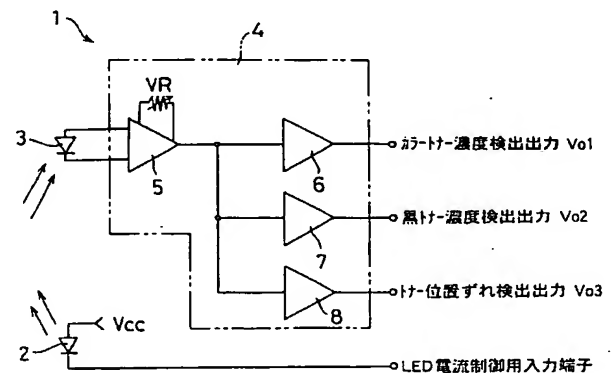 1
4
VR
3
5
6
カラートナー濃度検出出力 Vo1
7
黒トナー濃度検出出力 Vo2
8
トナー位置ずれ検出出力 Vo3
Vcc
2
LED電流制御用入力端子